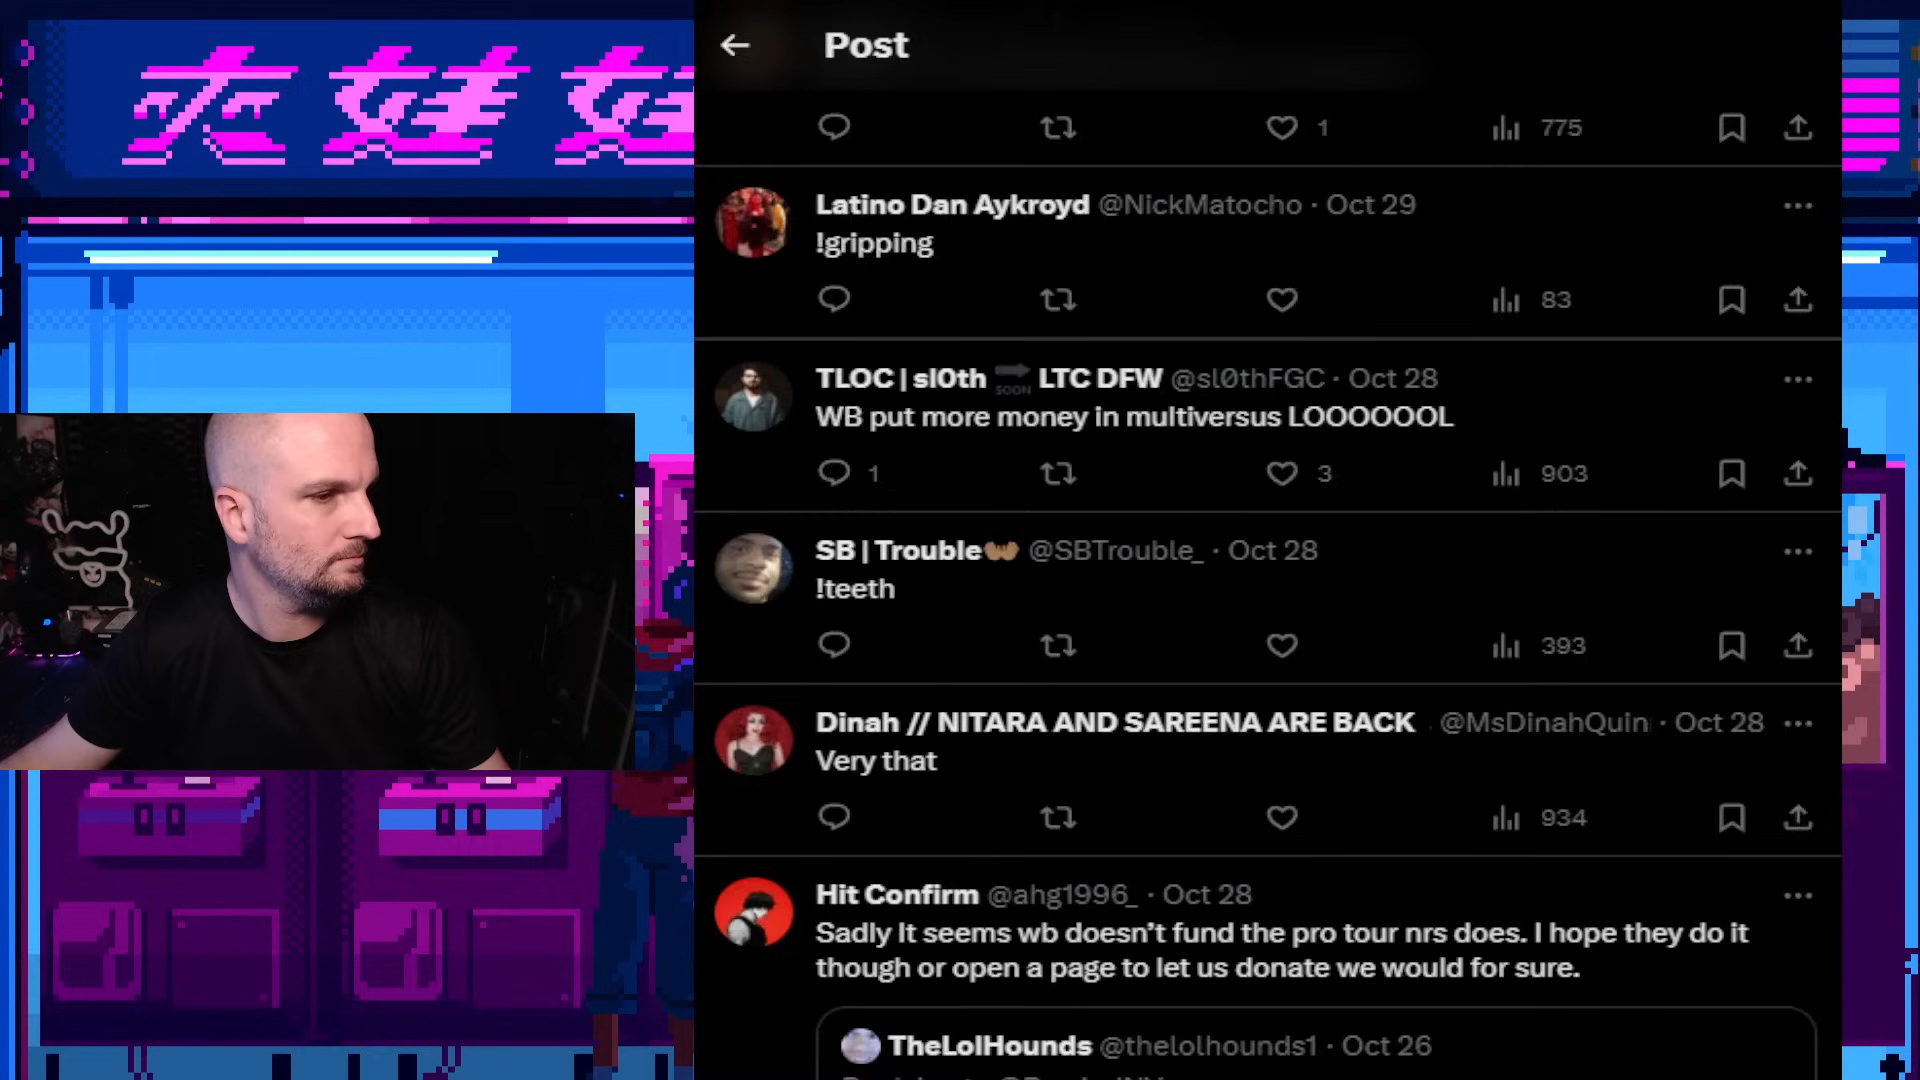 Post
1
775
Latino Dan Aykroyd @NickMatocho · Oct 29
!gripping
83
TLOC | sl0th SOON LTC DFW @sl0thFGC · Oct 28
WB put more money in multiversus LOOOOOOL
1
3
903
SB | Trouble @SBTrouble_ · Oct 28
!teeth
393
Dinah // NITARA AND SAREENA ARE BACK @MsDinahQuin · Oct 28
Very that
934
Hit Confirm @ahg1996_ · Oct 28
Sadly It seems wb doesn't fund the pro tour nrs does. I hope they do it
though or open a page to let us donate we would for sure.
TheLolHounds @thelolhounds1 · Oct 26